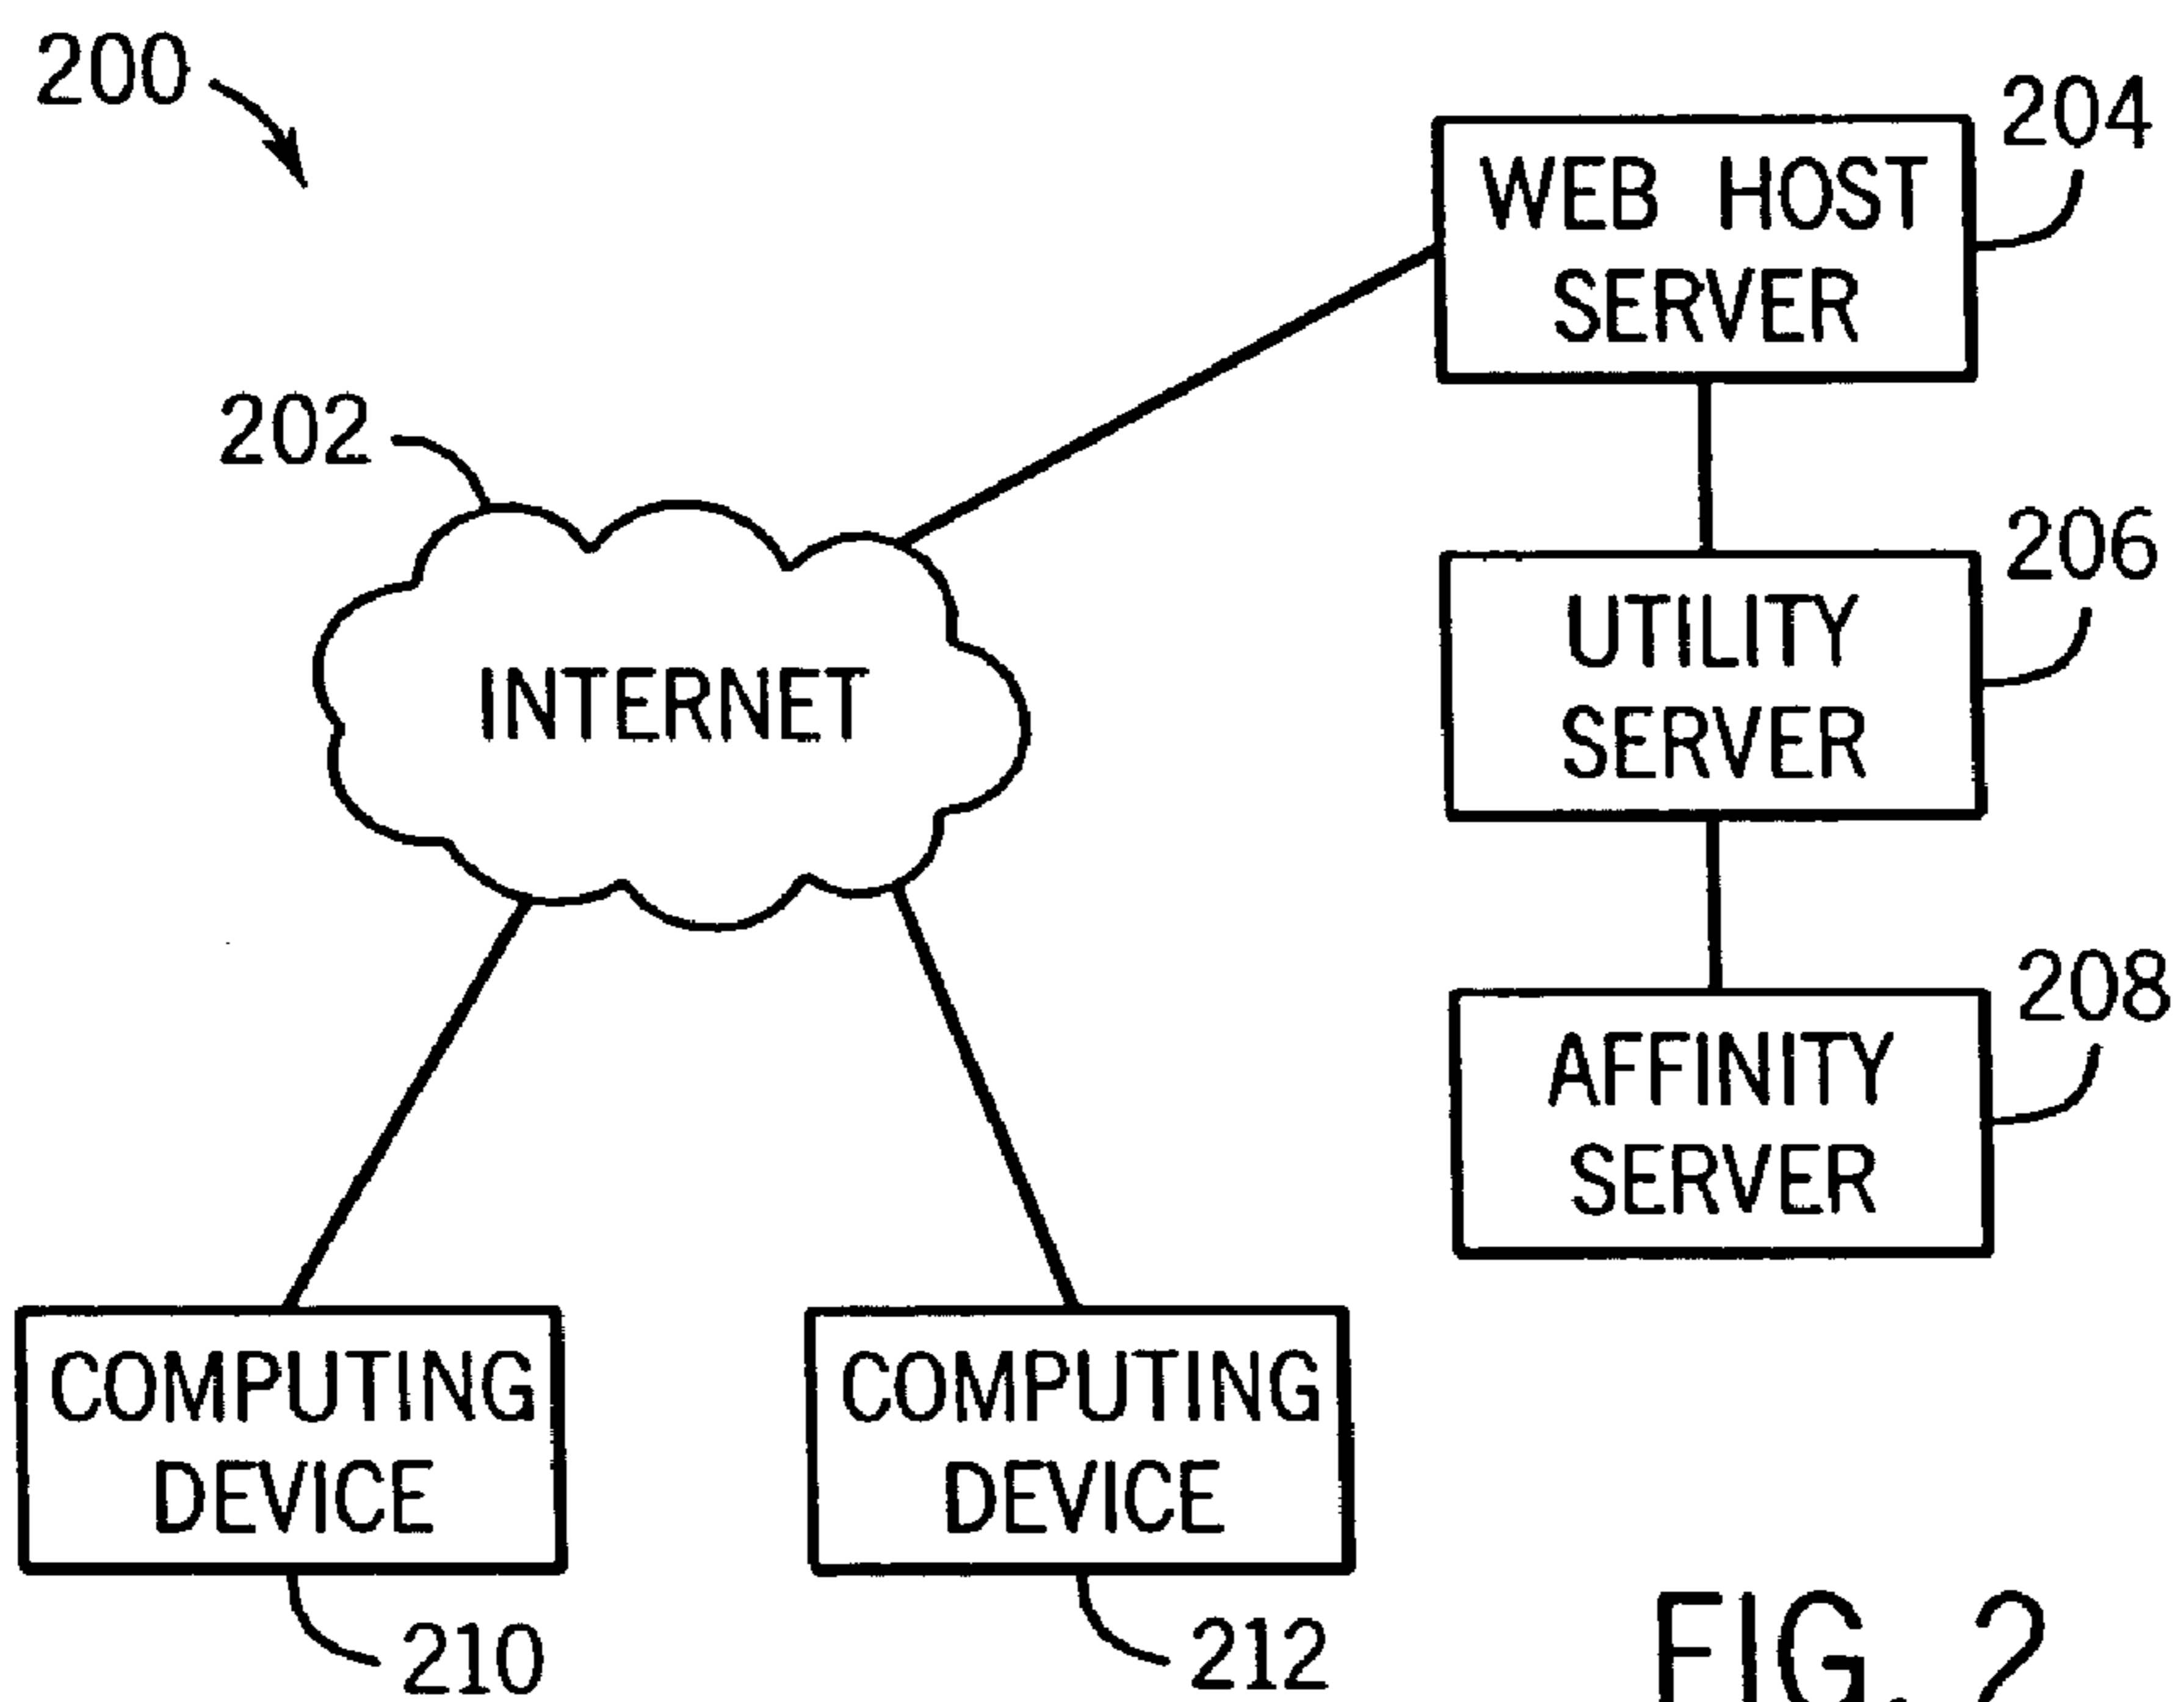 200
204
WEB HOST
SERVER
202
206
UTILITY
SERVER
INTERNET
208
AFFINITY
SERVER
COMPUTING
DEVICE
COMPUTING
DEVICE
210
212
FIG. 2